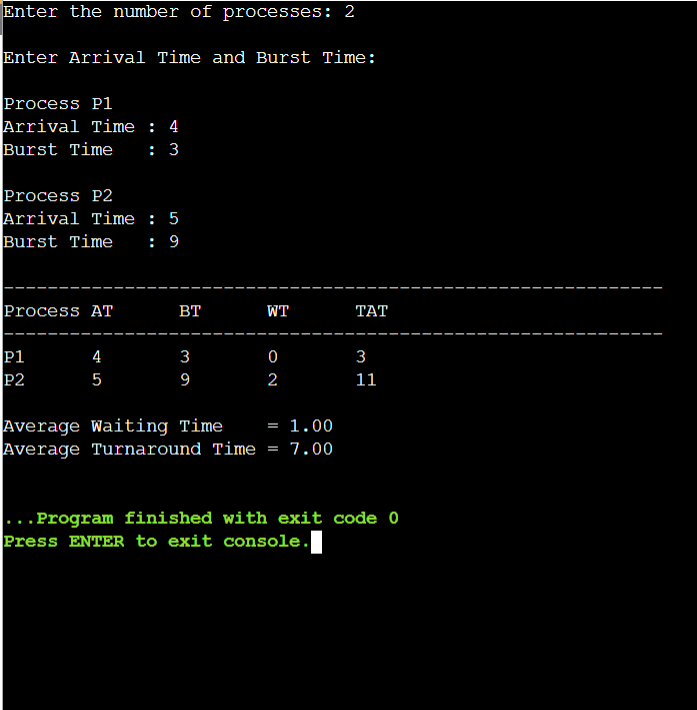 Enter the number of processes: 2
Enter Arrival Time and Burst Time:
Process P1
Arrival Time : 4
Burst Time   : 3
Process P2
Arrival Time : 5
Burst Time   : 9
------------------------------------------------------------
Process AT      BT      WT      TAT
------------------------------------------------------------
P1      4       3       0       3
P2      5       9       2       11
Average Waiting Time    = 1.00
Average Turnaround Time = 7.00
...Program finished with exit code 0
Press ENTER to exit console.